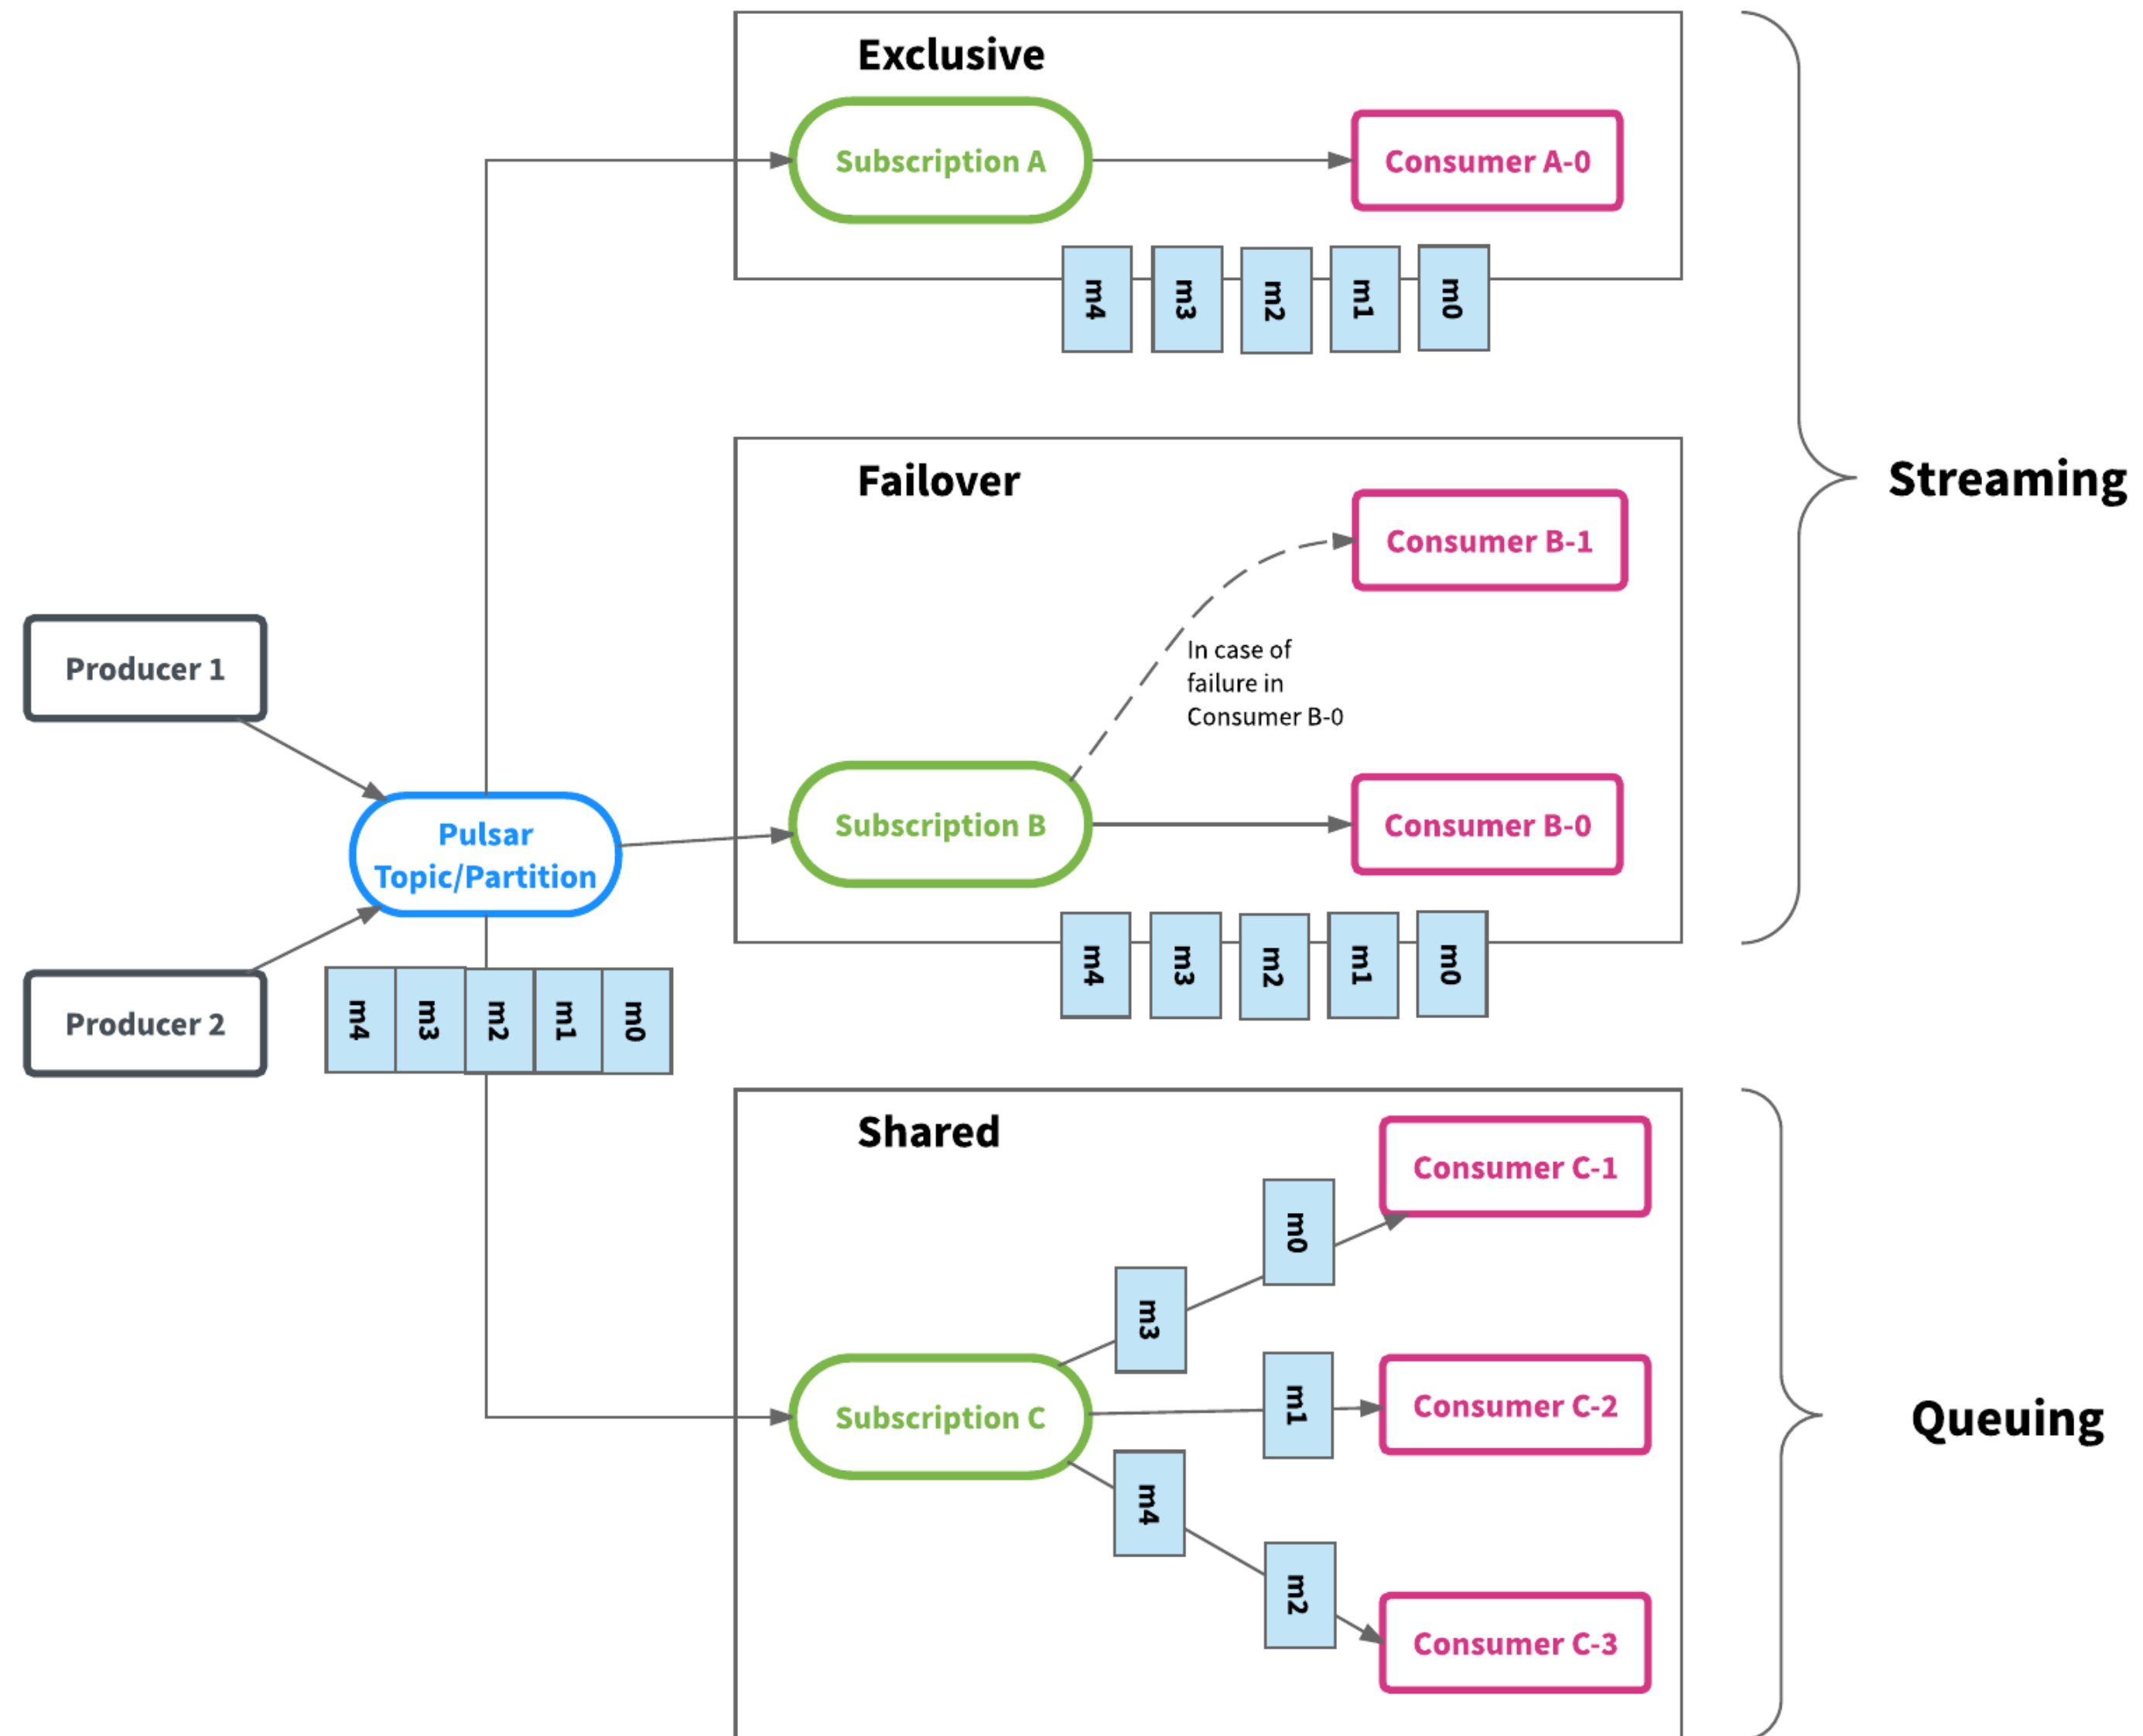 Exclusive
Subscription A
Consumer A-0
m4
m3
m2
m1
m0
Streaming
Failover
Consumer B-1
In case of
failure in
Consumer B-0
Subscription B
Consumer B-0
m4
m3
m2
m1
m0
Producer 1
Pulsar
Topic/Partition
Producer 2
m4
m3
m2
m1
m0
Shared
Consumer C-1
m0
m3
Subscription C
m1
Consumer C-2
m4
m2
Consumer C-3
Queuing